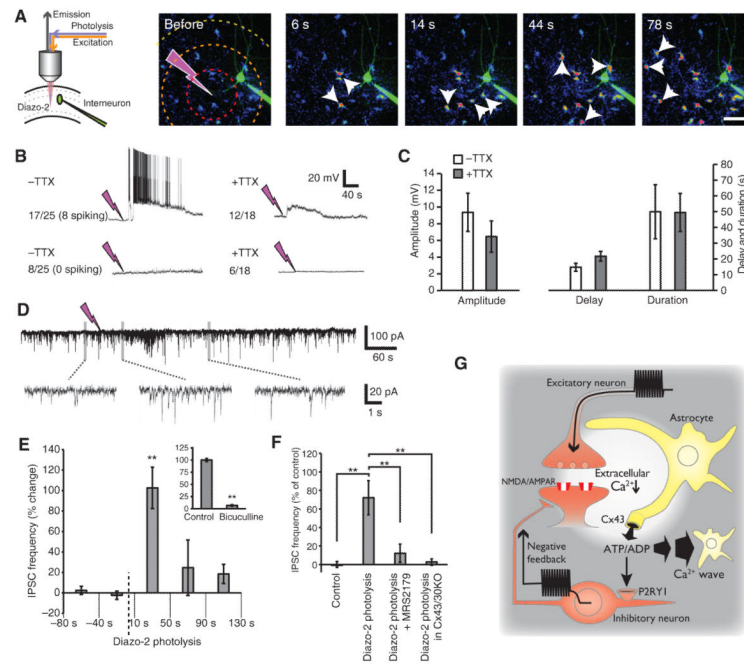 A
Emission
Photolysis
Excitation
Diazo-2
Interneuron
Before
6 s
14 s
44 s
78 s
B
–TTX
17/25 (8 spiking)
+TTX
12/18
20 mV
40 s
–TTX
8/25 (0 spiking)
+TTX
6/18
C
–TTX
+TTX
Amplitude (mV)
14
12
10
8
6
4
2
0
80
70
60
50
40
30
20
10
0
Delay and duration (s)
Amplitude
Delay
Duration
D
100 pA
60 s
20 pA
1 s
E
IPSC frequency (% change)
140
120
100
80
60
40
20
0
-20
**
125
100
75
50
25
0
**
Control
Bicuculline
–80 s
–40 s
10 s
50 s
90 s
130 s
Diazo-2 photolysis
F
IPSC frequency (% of control)
120
100
80
60
40
20
0
**
**
**
Control
Diazo-2 photolysis
Diazo-2 photolysis
+ MRS2179
Diazo-2 photolysis
in Cx43/30KO
G
Excitatory neuron
Astrocyte
Extracellular
Ca2+
NMDA/AMPAR
Cx43
ATP/ADP
Negative
feedback
Ca2+ wave
P2RY1
Inhibitory neuron